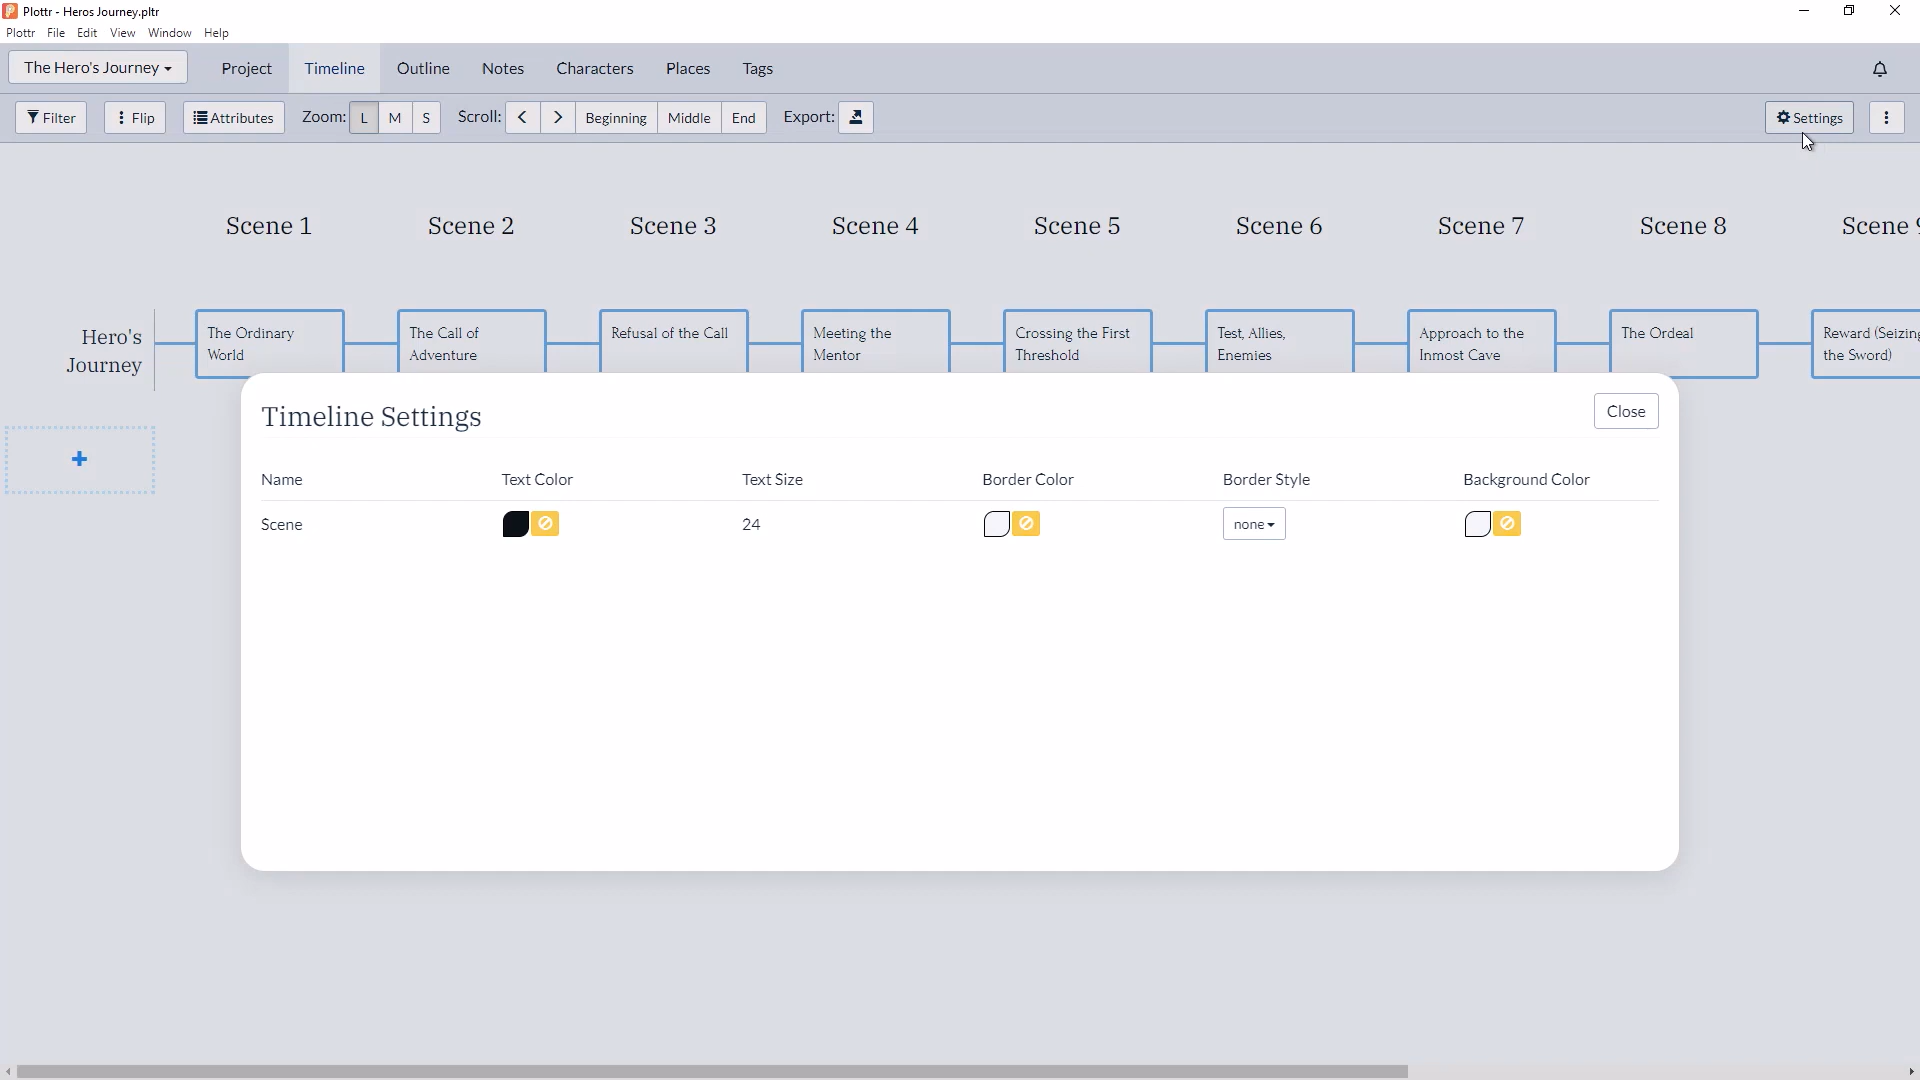 Plottr - Heros Journey.pltr
Plottr File Edit View Window Help
The Hero's Journey Project Timeline Outline Notes Characters Places Tags
Filter Flip Attributes Zoom: L M S Scroll: Beginning Middle End Export: Settings
Scene 1 Scene 2 Scene 3 Scene 4 Scene 5 Scene 6 Scene 7 Scene 8 Scene 9
Hero's
Journey
The Ordinary
World
The Call of
Adventure
Refusal of the Call
Meeting the
Mentor
Crossing the First
Threshold
Test, Allies,
Enemies
Approach to the
Inmost Cave
The Ordeal
Reward (Seizing
the Sword)
Timeline Settings
Close
Name Text Color Text Size Border Color Border Style Background Color
Scene 24 none